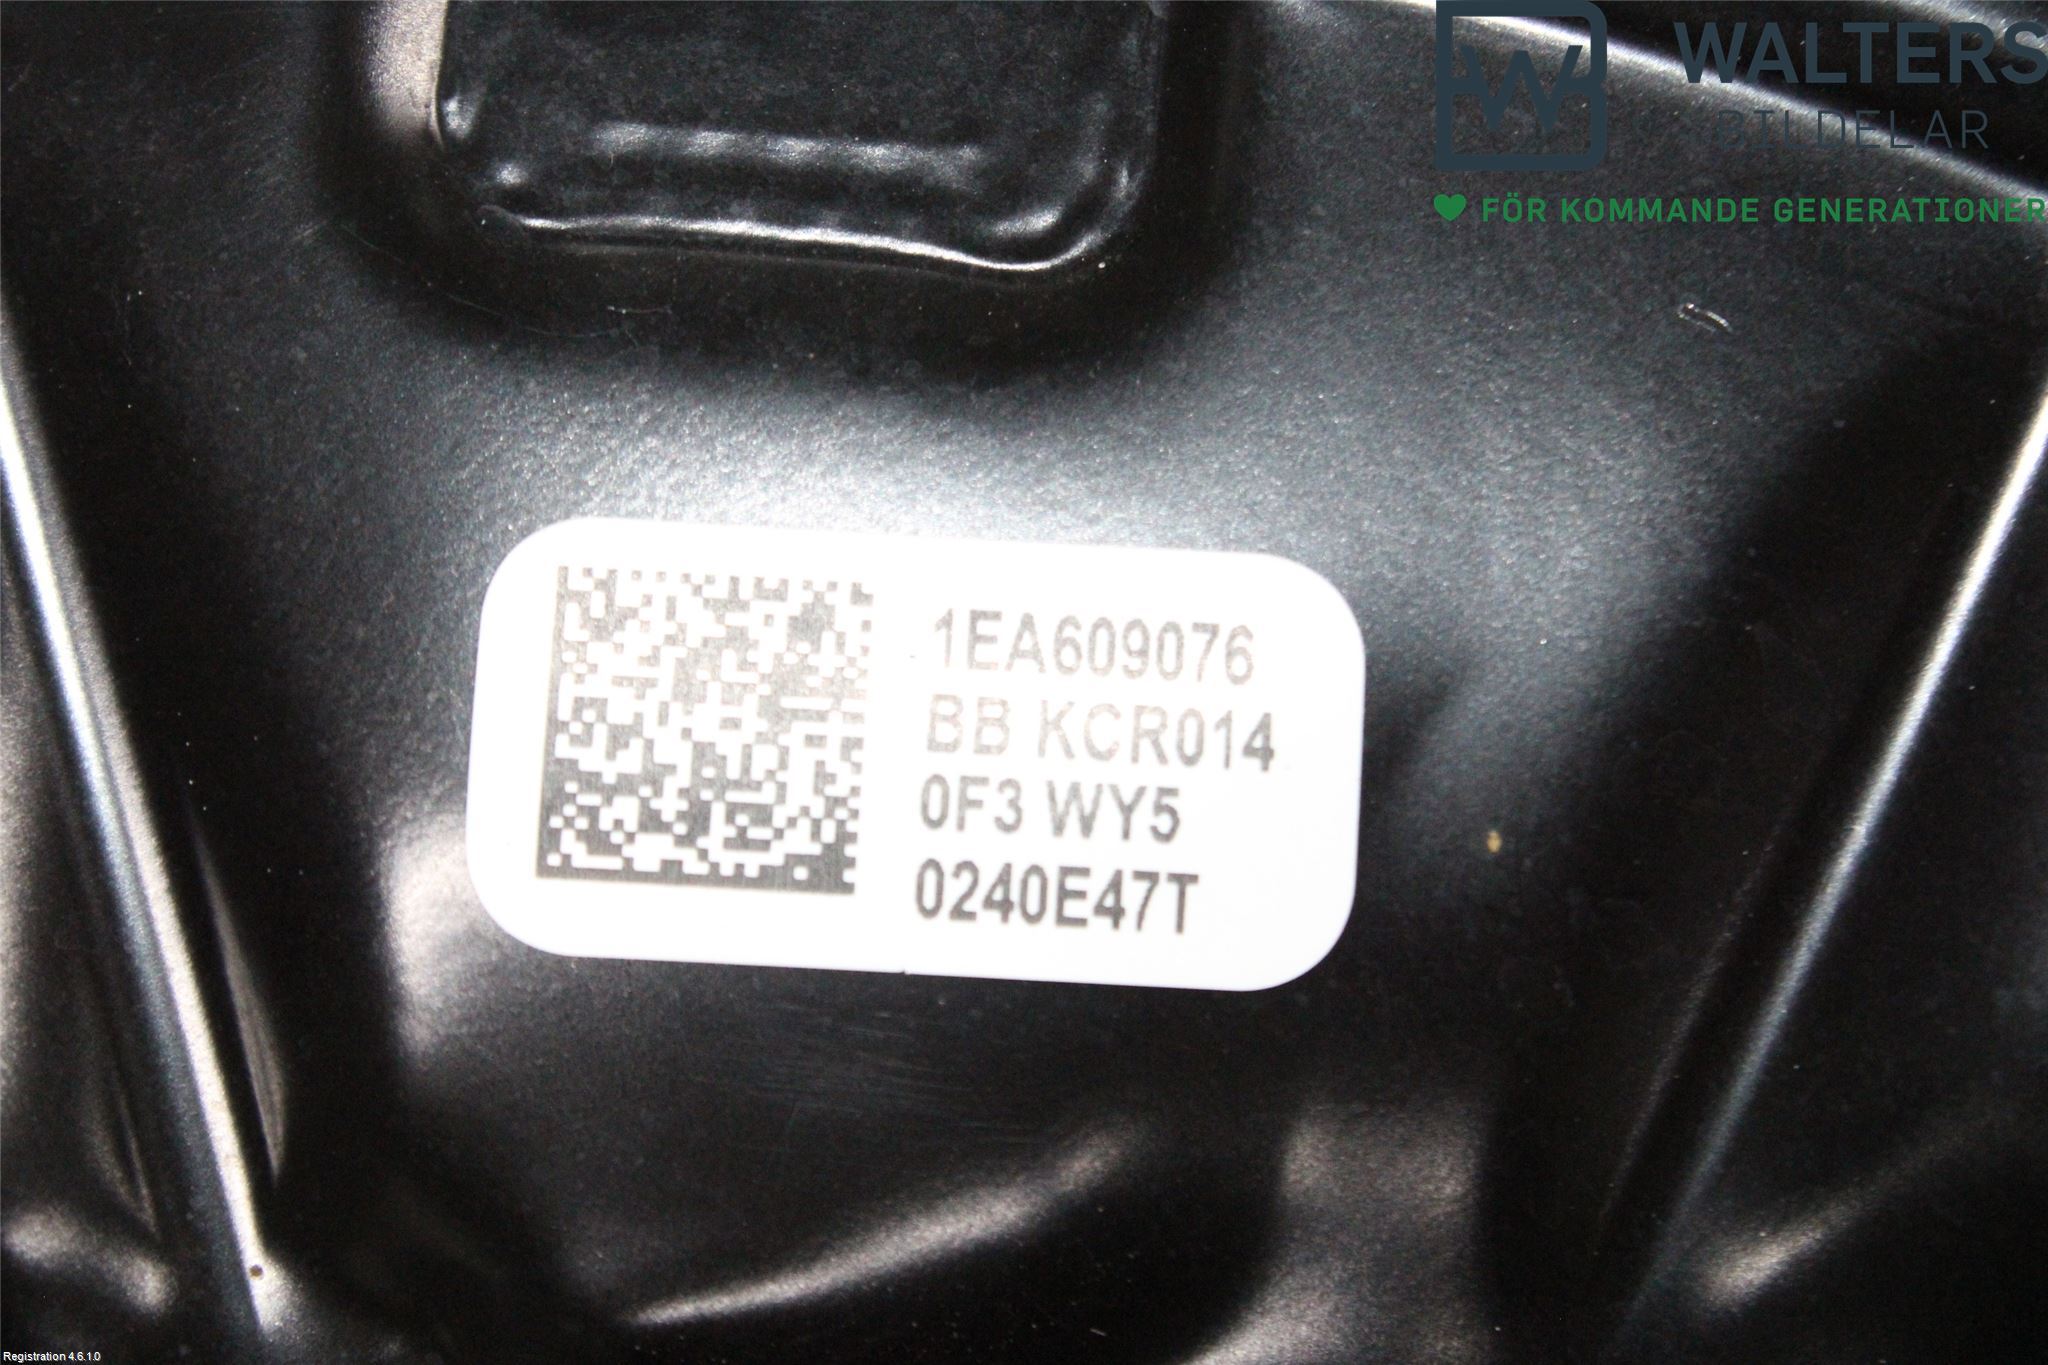 WALTERS
BILDELAR
FÖR KOMMANDE GENERATIONER
1EA609076
BB KCR014
0F3 WY5
0240E47T
Registration 4.6.1.0